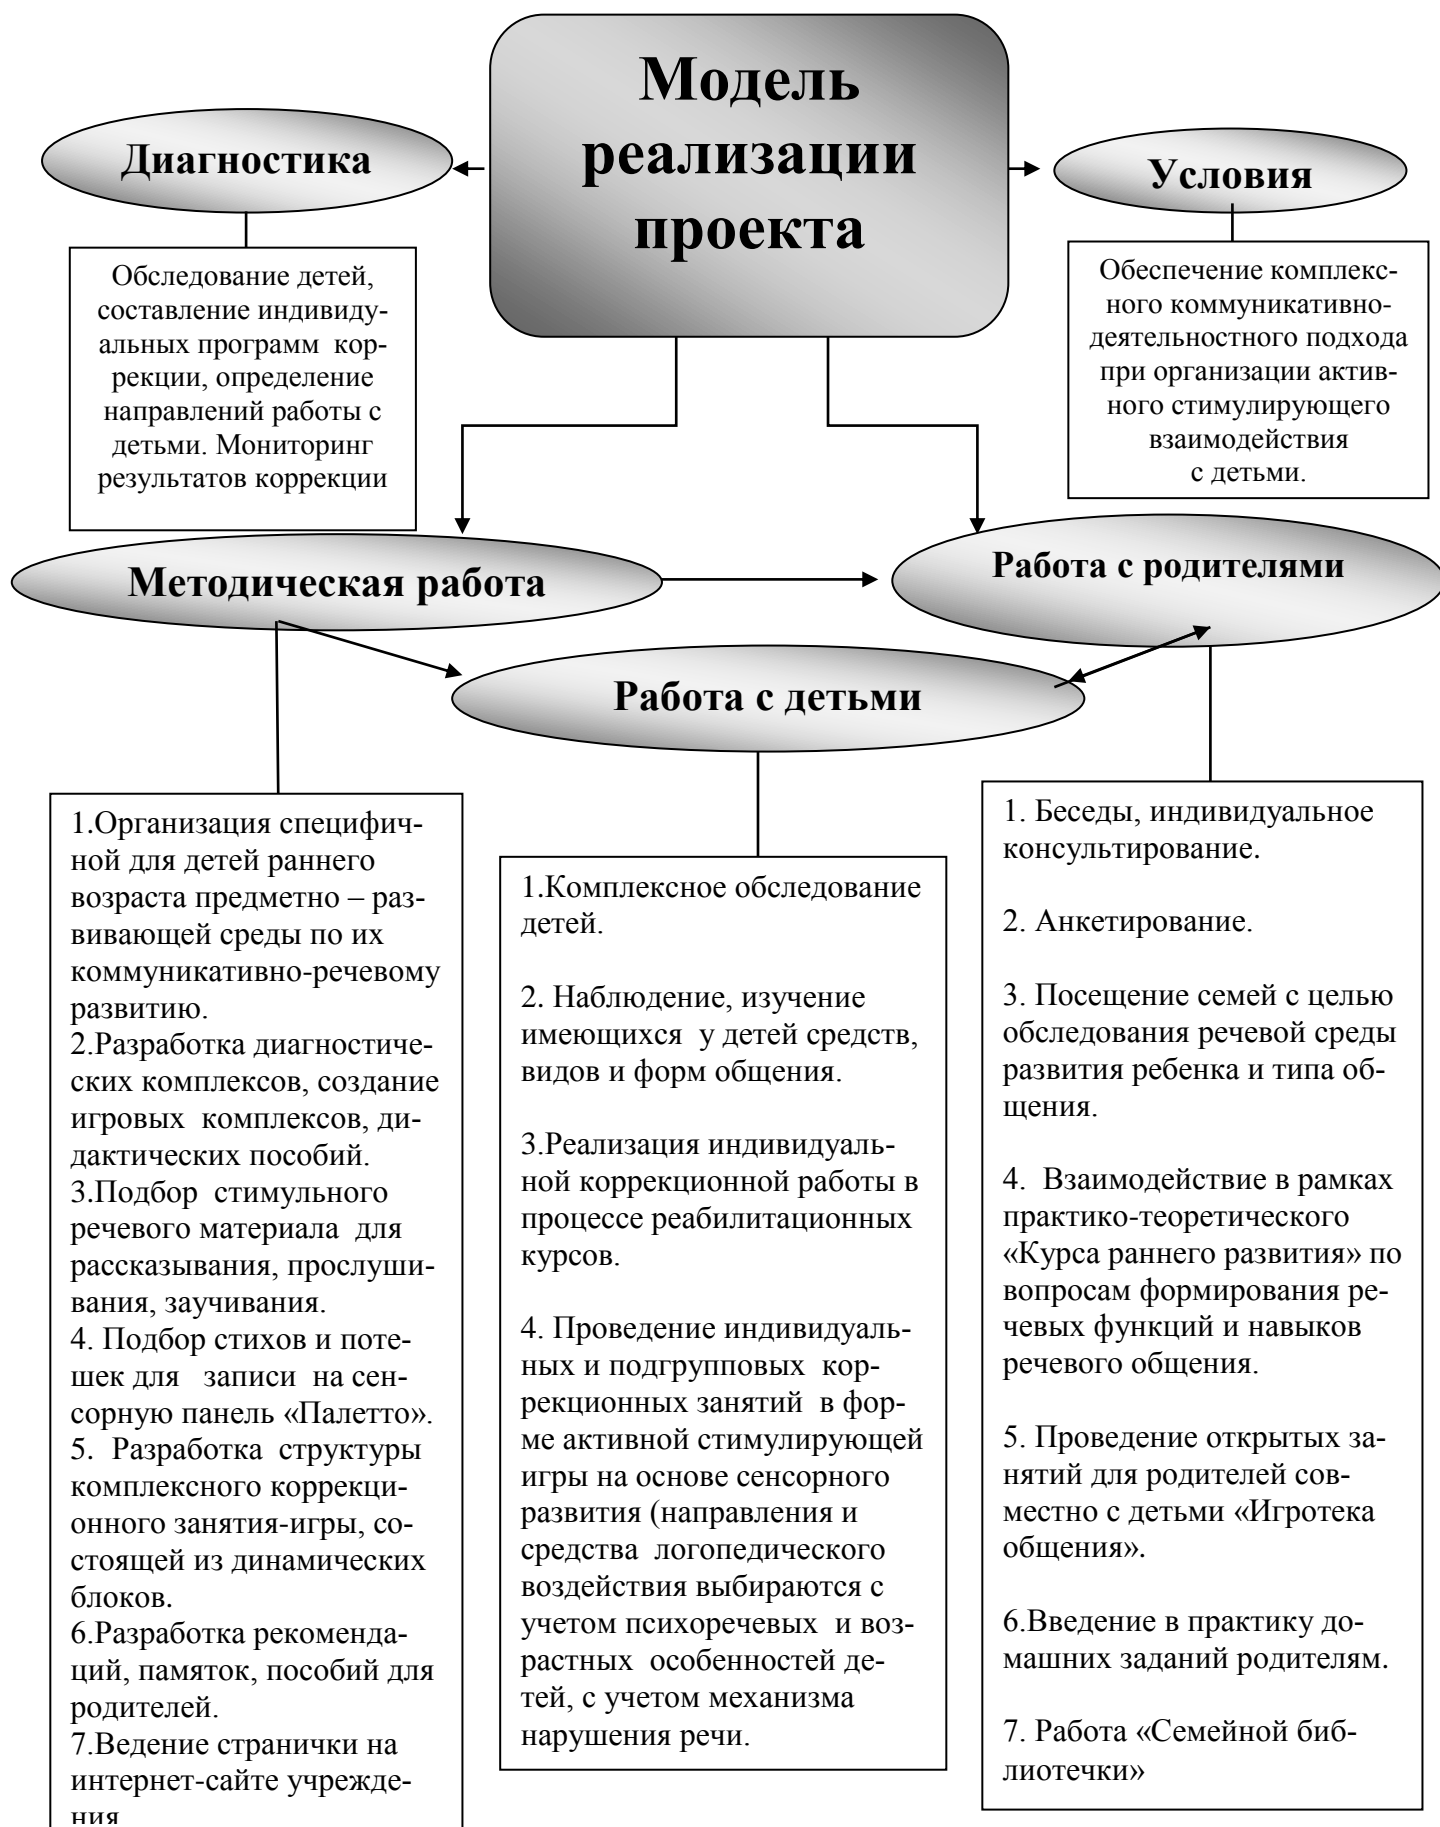 Модель
реализации
проекта
Диагностика
Условия
Обследование детей,
составление индивиду-
альных программ  кор-
рекции, определение
направлений работы с
детьми. Мониторинг
результатов коррекции
Обеспечение комплекс-
ного коммуникативно-
деятельностного подхода
при организации актив-
ного стимулирующего
взаимодействия
с детьми.
Методическая работа
Работа с родителями
Работа с детьми
1.Организация специфич-
ной для детей раннего
возраста предметно – раз-
вивающей среды по их
коммуникативно-речевому
развитию.
2.Разработка диагностиче-
ских комплексов, создание
игровых  комплексов, ди-
дактических пособий.
3.Подбор  стимульного
речевого материала  для
рассказывания, прослуши-
вания, заучивания.
4. Подбор стихов и поте-
шек для   записи  на сен-
сорную панель «Палетто».
5.  Разработка  структуры
комплексного коррекци-
онного занятия-игры, со-
стоящей из динамических
блоков.
6.Разработка рекоменда-
ций, памяток, пособий для
родителей.
7.Ведение странички на
интернет-сайте учрежде-
ния
1.Комплексное обследование
детей.
2. Наблюдение, изучение
имеющихся  у детей средств,
видов и форм общения.
3.Реализация индивидуаль-
ной коррекционной работы в
процессе реабилитационных
курсов.
4. Проведение индивидуаль-
ных и подгрупповых  кор-
рекционных занятий  в фор-
ме активной стимулирующей
игры на основе сенсорного
развития (направления и
средства  логопедического
воздействия выбираются с
учетом психоречевых  и воз-
растных  особенностей де-
тей, с учетом механизма
нарушения речи.
1. Беседы, индивидуальное
консультирование.
2. Анкетирование.
3. Посещение семей с целью
обследования речевой среды
развития ребенка и типа об-
щения.
4.  Взаимодействие в рамках
практико-теоретического
«Курса раннего развития» по
вопросам формирования ре-
чевых функций и навыков
речевого общения.
5. Проведение открытых за-
нятий для родителей сов-
местно с детьми «Игротека
общения».
6.Введение в практику до-
машних заданий родителям.
7. Работа «Семейной биб-
лиотечки»